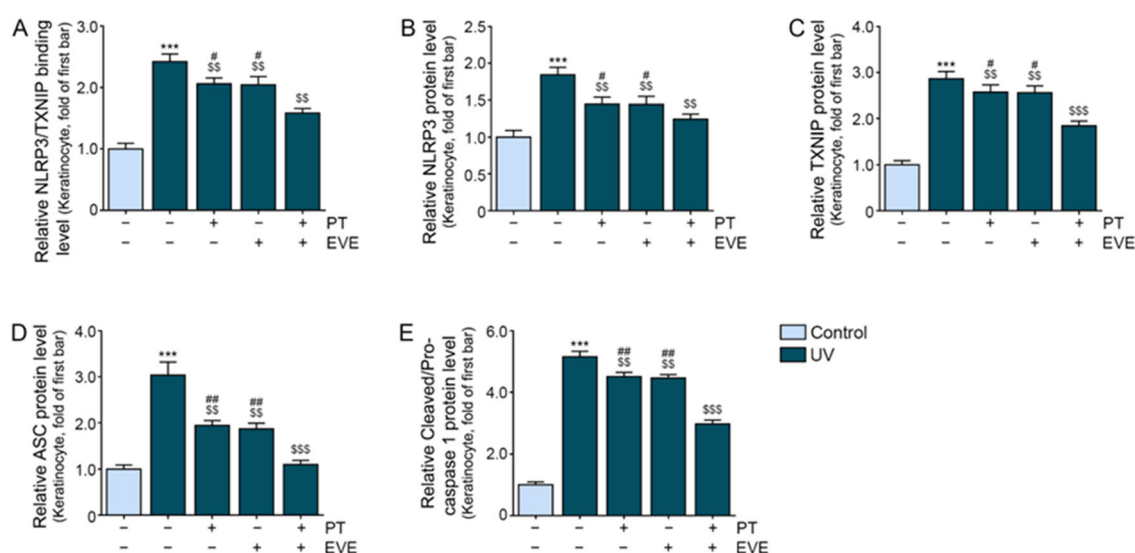 A
Relative NLRP3/TXNIP binding
level (Keratinocyte, fold of first bar)
3.0
2.0
1.0
0
***
#
$$
#
$$
$$
– – + – + PT
– – – + + EVE
B
Relative NLRP3 protein level
(Keratinocyte, fold of first bar)
2.5
2.0
1.5
1.0
0.5
0
***
#
$$
#
$$
$$
– – + – + PT
– – – + + EVE
C
Relative TXNIP protein level
(Keratinocyte, fold of first bar)
4.0
3.0
2.0
1.0
0
***
#
$$
#
$$
$$$
– – + – + PT
– – – + + EVE
D
Relative ASC protein level
(Keratinocyte, fold of first bar)
4.0
3.0
2.0
1.0
0
***
##
$$
##
$$
$$$
– – + – + PT
– – – + + EVE
E
Relative Cleaved/Pro-
caspase 1 protein level
(Keratinocyte, fold of first bar)
6.0
4.0
2.0
0
***
##
$$
##
$$
$$$
– – + – + PT
– – – + + EVE
Control
UV